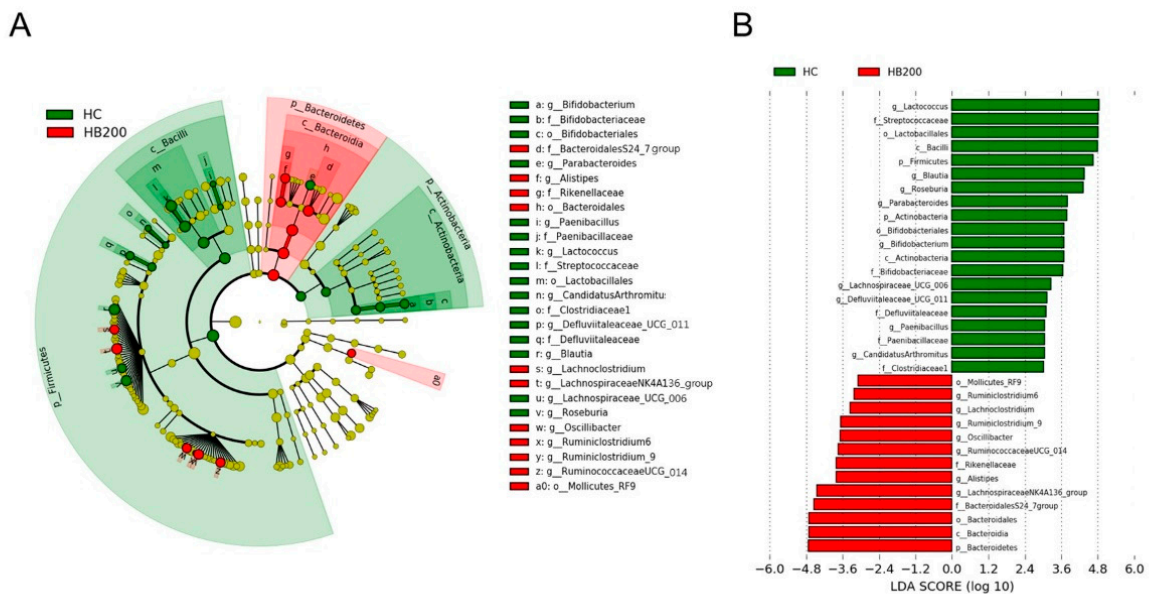 A
HC
HB200
p__Bacteroidetes
c__Bacteroidia
c__Bacilli
p__Actinobacteria
c__Actinobacteria
p__Firmicutes
h
g
d
f
e
m
j
l
i
o
n
q
p
a
b
c
a0
a: g__Bifidobacterium
b: f__Bifidobacteriaceae
c: o__Bifidobacteriales
d: f__BacteroidalesS24_7group
e: g__Parabacteroides
f: g__Alistipes
g: f__Rikenellaceae
h: o__Bacteroidales
i: g__Paenibacillus
j: f__Paenibacillaceae
k: g__Lactococcus
l: f__Streptococcaceae
m: o__Lactobacillales
n: g__CandidatusArthromitus
o: f__Clostridiaceae1
p: g__Defluviitaleaceae_UCG_011
q: f__Defluviitaleaceae
r: g__Blautia
s: g__Lachnoclostridium
t: g__LachnospiraceaeNK4A136_group
u: g__Lachnospiraceae_UCG_006
v: g__Roseburia
w: g__Oscillibacter
x: g__Ruminiclostridium6
y: g__Ruminiclostridium_9
z: g__RuminococcaceaeUCG_014
a0: o__Mollicutes_RF9
B
HC
HB200
g__Lactococcus
f__Streptococcaceae
o__Lactobacillales
c__Bacilli
p__Firmicutes
g__Blautia
g__Roseburia
g__Parabacteroides
p__Actinobacteria
o__Bifidobacteriales
g__Bifidobacterium
c__Actinobacteria
f__Bifidobacteriaceae
g__Lachnospiraceae_UCG_006
g__Defluviitaleaceae_UCG_011
f__Defluviitaleaceae
g__Paenibacillus
f__Paenibacillaceae
g__CandidatusArthromitus
f__Clostridiaceae1
o__Mollicutes_RF9
g__Ruminiclostridium6
g__Lachnoclostridium
g__Ruminiclostridium_9
g__Oscillibacter
g__RuminococcaceaeUCG_014
f__Rikenellaceae
g__Alistipes
g__LachnospiraceaeNK4A136_group
f__BacteroidalesS24_7group
o__Bacteroidales
c__Bacteroidia
p__Bacteroidetes
−6.0 −4.8 −3.6 −2.4 −1.2 0.0 1.2 2.4 3.6 4.8 6.0
LDA SCORE (log 10)